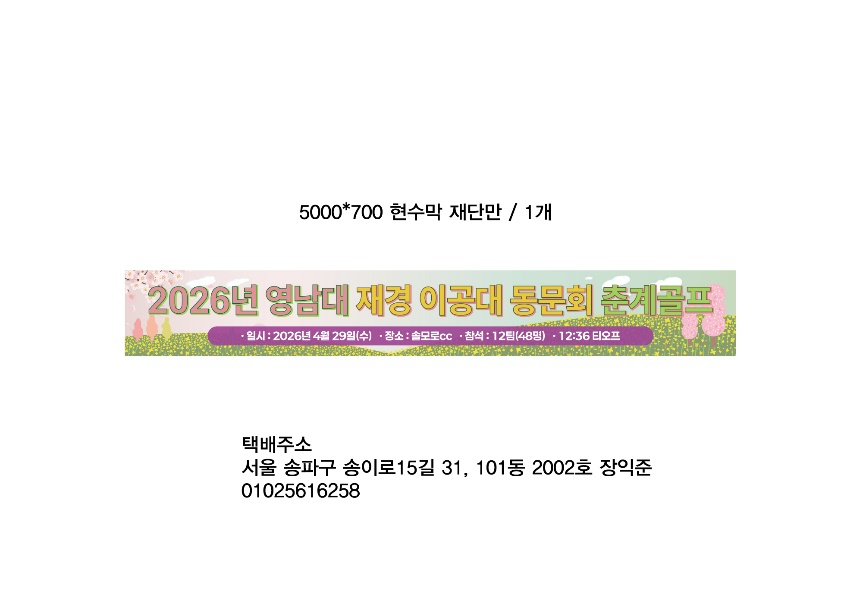 5000*700 현수막 재단만 / 1개
2026년 영남대 재경 이공대 동문회 춘계골프
· 일시 : 2026년 4월 29일(수) · 장소 : 솔모로cc · 참석 : 12팀(48명) · 12:36 티오프
택배주소
서울 송파구 송이로15길 31, 101동 2002호 장익준
01025616258